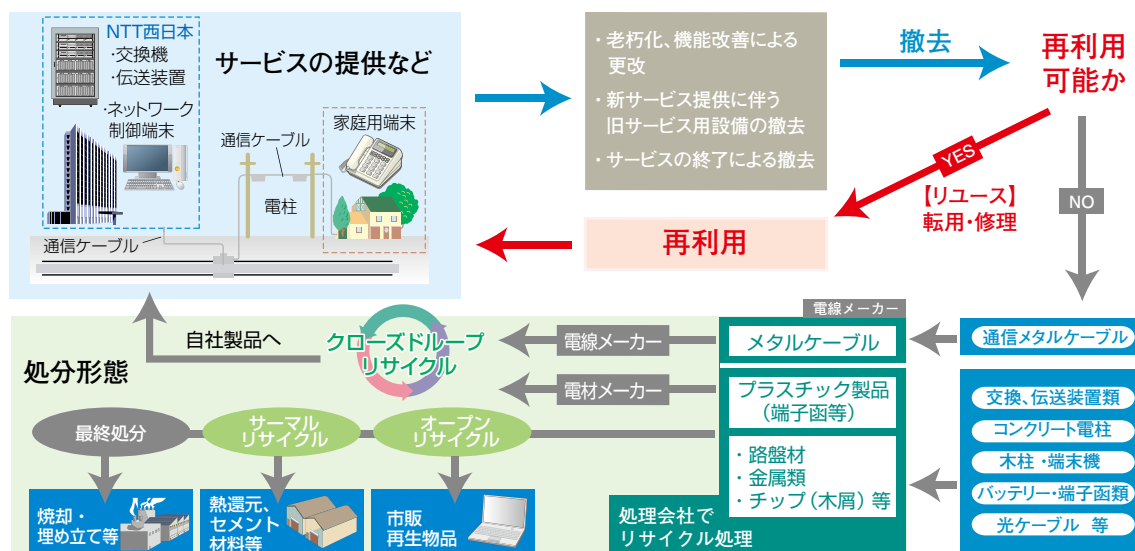 NTT西日本
・交換機
・伝送装置
・ネットワーク
制御端末
サービスの提供など
通信ケーブル
家庭用端末
電柱
通信ケーブル
・老朽化、機能改善による
更改
・新サービス提供に伴う
旧サービス用設備の撤去
・サービスの終了による撤去
撤去
再利用
可能か
YES
【リユース】
転用・修理
NO
再利用
自社製品へ
クローズドループ
リサイクル
電線メーカー
電線メーカー
メタルケーブル
通信メタルケーブル
処分形態
電材メーカー
プラスチック製品
(端子函等)
交換、伝送装置類
コンクリート電柱
木柱・端末機
バッテリー・端子函類
光ケーブル 等
最終処分
サーマル
リサイクル
オープン
リサイクル
・路盤材
・金属類
・チップ(木屑)等
焼却・
埋め立て等
熱還元、
セメント
材料等
市販
再生物品
処理会社で
リサイクル処理